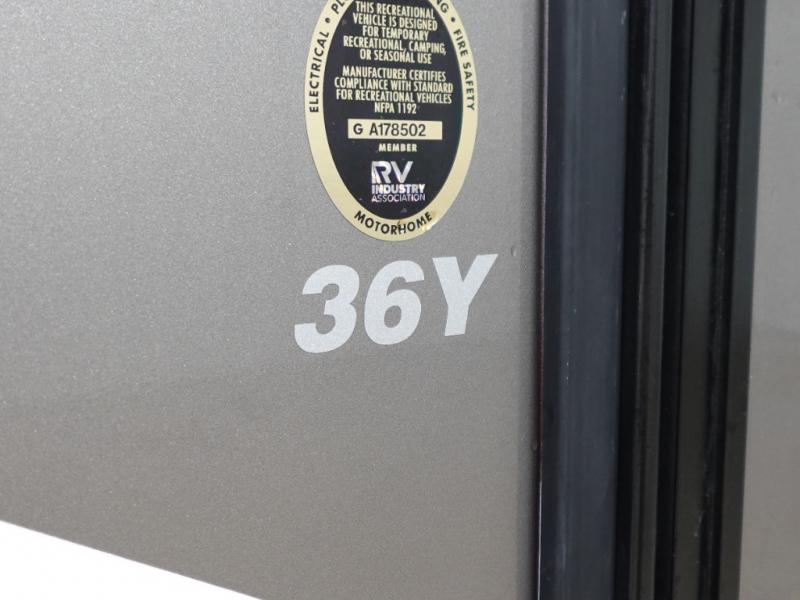 ELECTRICAL •
• FIRE SAFETY
THIS RECREATIONAL
VEHICLE IS DESIGNED
FOR TEMPORARY
RECREATIONAL, CAMPING,
OR SEASONAL USE
MANUFACTURER CERTIFIES
COMPLIANCE WITH STANDARD
FOR RECREATIONAL VEHICLES
NFPA 1192
G A178502
MEMBER
RV
INDUSTRY
ASSOCIATION
MOTORHOME
36Y